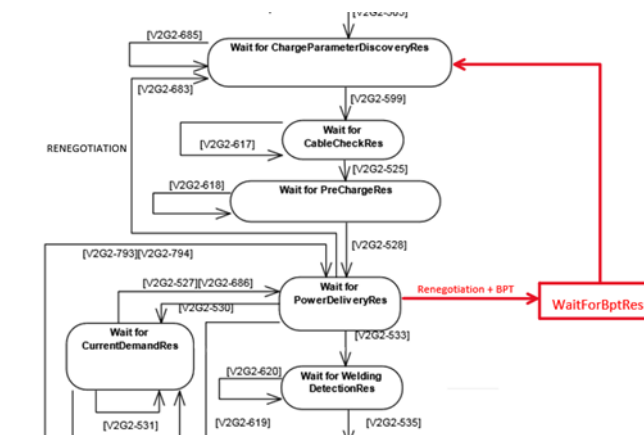 [V2G2-685]
Wait for ChargeParameterDiscoveryRes
[V2G2-683]
[V2G2-599]
Wait for
CableCheckRes
RENEGOTIATION
[V2G2-617]
[V2G2-525]
[V2G2-618]
Wait for PreChargeRes
[V2G2-528]
[V2G2-793][V2G2-794]
[V2G2-527][V2G2-686]
Wait for
PowerDeliveryRes
Renegotiation + BPT
WaitForBptRes
[V2G2-530]
Wait for
CurrentDemandRes
[V2G2-533]
[V2G2-620]
Wait for Welding
DetectionRes
[V2G2-531]
[V2G2-619]
[V2G2-535]